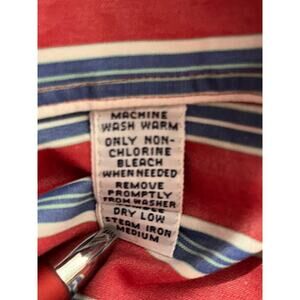 MACHINE
WASH WARM
ONLY NON-
CHLORINE
BLEACH
WHEN NEEDED
REMOVE
PROMPTLY
FROM WASHER
DRY LOW
STEAM IRON
MEDIUM